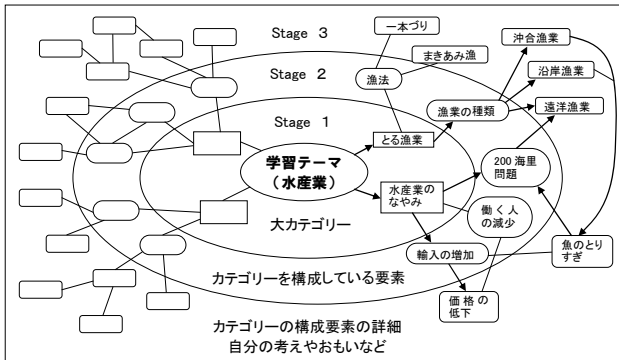 Stage 3
Stage 2
Stage 1
一本づり
まきあみ漁
漁法
沖合漁業
沿岸漁業
遠洋漁業
漁業の種類
とる漁業
学習テーマ
（水産業）
200 海里
問題
水産業の
なやみ
働く人
の減少
大カテゴリー
輸入の増加
魚のとり
すぎ
カテゴリーを構成している要素
価格の
低下
カテゴリーの構成要素の詳細
自分の考えやおもいなど